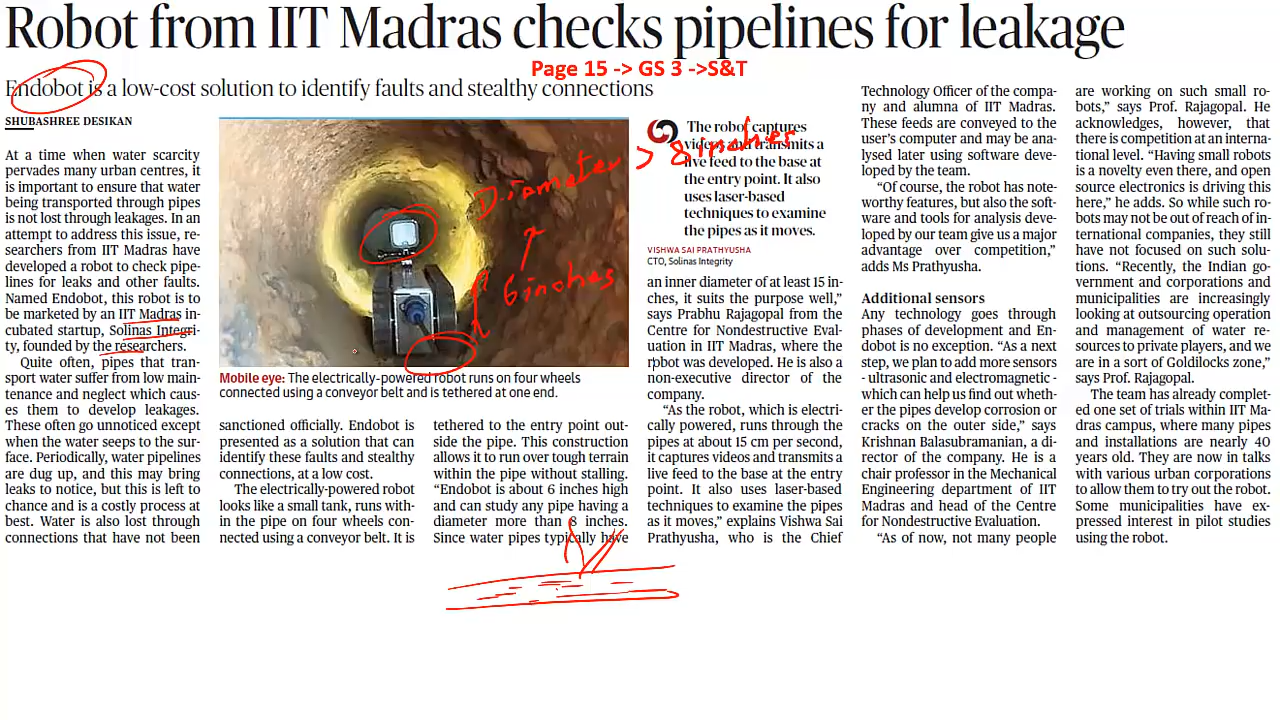 Robot from IIT Madras checks pipelines for leakage
Page 15 -> GS 3 ->S&T
Endobot is a low-cost solution to identify faults and stealthy connections
SHUBASHREE DESIKAN
At a time when water scarcity
pervades many urban centres, it
is important to ensure that water
being transported through pipes
is not lost through leakages. In an
attempt to address this issue, re-
searchers from IIT Madras have
developed a robot to check pipe-
lines for leaks and other faults.
Named Endobot, this robot is to
be marketed by an IIT Madras in-
cubated startup, Solinas Integri-
ty, founded by the researchers.
Quite often, pipes that tran-
sport water suffer from low main-
tenance and neglect which caus-
es them to develop leakages.
These often go unnoticed except
when the water seeps to the sur-
face. Periodically, water pipelines
are dug up, and this may bring
leaks to notice, but this is left to
chance and is a costly process at
best. Water is also lost through
connections that have not been
Diameter > 8 inches
6 inches
Mobile eye: The electrically-powered robot runs on four wheels
connected using a conveyor belt and is tethered at one end.
sanctioned officially. Endobot is
presented as a solution that can
identify these faults and stealthy
connections, at a low cost.
The electrically-powered robot
looks like a small tank, runs with-
in the pipe on four wheels con-
nected using a conveyor belt. It is
tethered to the entry point out-
side the pipe. This construction
allows it to run over tough terrain
within the pipe without stalling.
“Endobot is about 6 inches high
and can study any pipe having a
diameter more than 8 inches.
Since water pipes typically have
The robot captures
videos and transmits a
live feed to the base at
the entry point. It also
uses laser-based
techniques to examine
the pipes as it moves.
VISHWA SAI PRATHYUSHA
CTO, Solinas Integrity
an inner diameter of at least 15 in-
ches, it suits the purpose well,”
says Prabhu Rajagopal from the
Centre for Nondestructive Eval-
uation in IIT Madras, where the
robot was developed. He is also a
non-executive director of the
company.
“As the robot, which is electri-
cally powered, runs through the
pipes at about 15 cm per second,
it captures videos and transmits a
live feed to the base at the entry
point. It also uses laser-based
techniques to examine the pipes
as it moves,” explains Vishwa Sai
Prathyusha, who is the Chief
Technology Officer of the compa-
ny and alumna of IIT Madras.
These feeds are conveyed to the
user's computer and may be ana-
lysed later using software deve-
loped by the team.
“Of course, the robot has note-
worthy features, but also the soft-
ware and tools for analysis deve-
loped by our team give us a major
advantage over competition,”
adds Ms Prathyusha.
Additional sensors
Any technology goes through
phases of development and En-
dobot is no exception. “As a next
step, we plan to add more sensors
- ultrasonic and electromagnetic -
which can help us find out wheth-
er the pipes develop corrosion or
cracks on the outer side,” says
Krishnan Balasubramanian, a di-
rector of the company. He is a
chair professor in the Mechanical
Engineering department of IIT
Madras and head of the Centre
for Nondestructive Evaluation.
“As of now, not many people
are working on such small ro-
bots,” says Prof. Rajagopal. He
acknowledges, however, that
there is competition at an interna-
tional level. “Having small robots
is a novelty even there, and open
source electronics is driving this
here,” he adds. So while such ro-
bots may not be out of reach of in-
ternational companies, they still
have not focused on such solu-
tions. “Recently, the Indian go-
vernment and corporations and
municipalities are increasingly
looking at outsourcing operation
and management of water re-
sources to private players, and we
are in a sort of Goldilocks zone,”
says Prof. Rajagopal.
The team has already complet-
ed one set of trials within IIT Ma-
dras campus, where many pipes
and installations are nearly 40
years old. They are now in talks
with various urban corporations
to allow them to try out the robot.
Some municipalities have ex-
pressed interest in pilot studies
using the robot.